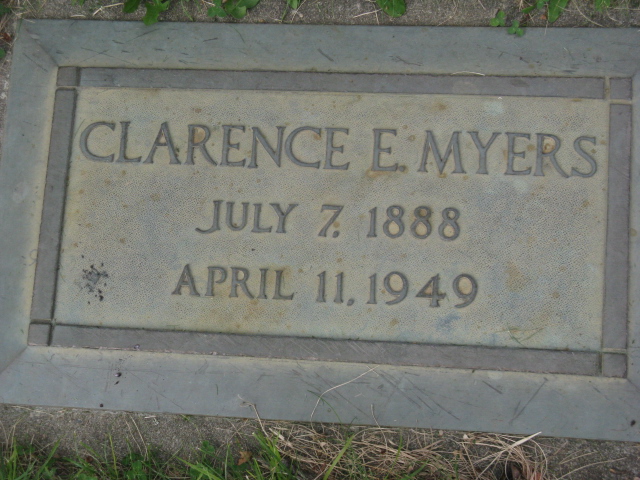 CLARENCE E. MYERS
JULY 7, 1888
APRIL 11, 1949